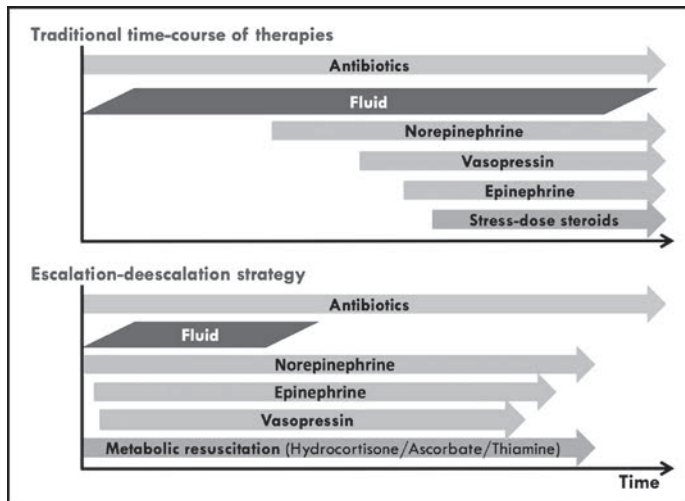 Traditional time-course of therapies
Antibiotics
Fluid
Norepinephrine
Vasopressin
Epinephrine
Stress-dose steroids
Escalation-deescalation strategy
Antibiotics
Fluid
Norepinephrine
Epinephrine
Vasopressin
Metabolic resuscitation (Hydrocortisone/Ascorbate/Thiamine)
Time